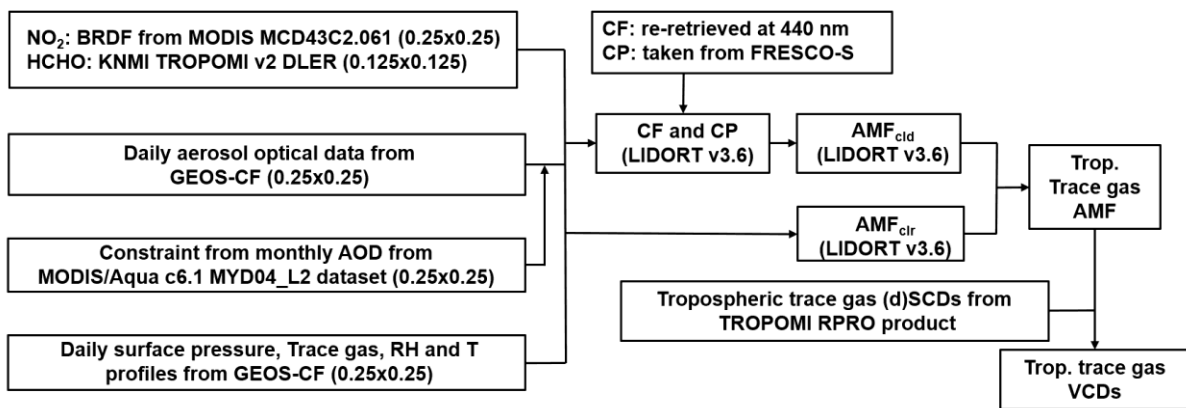 NO₂: BRDF from MODIS MCD43C2.061 (0.25x0.25)
HCHO: KNMI TROPOMI v2 DLER (0.125x0.125)
CF: re-retrieved at 440 nm
CP: taken from FRESCO-S
Daily aerosol optical data from
GEOS-CF (0.25x0.25)
CF and CP
(LIDORT v3.6)
AMFcld
(LIDORT v3.6)
Trop.
Trace gas
AMF
Constraint from monthly AOD from
MODIS/Aqua c6.1 MYD04_L2 dataset (0.25x0.25)
AMFclr
(LIDORT v3.6)
Tropospheric trace gas (d)SCDs from
TROPOMI RPRO product
Daily surface pressure, Trace gas, RH and T
profiles from GEOS-CF (0.25x0.25)
Trop. trace gas
VCDs